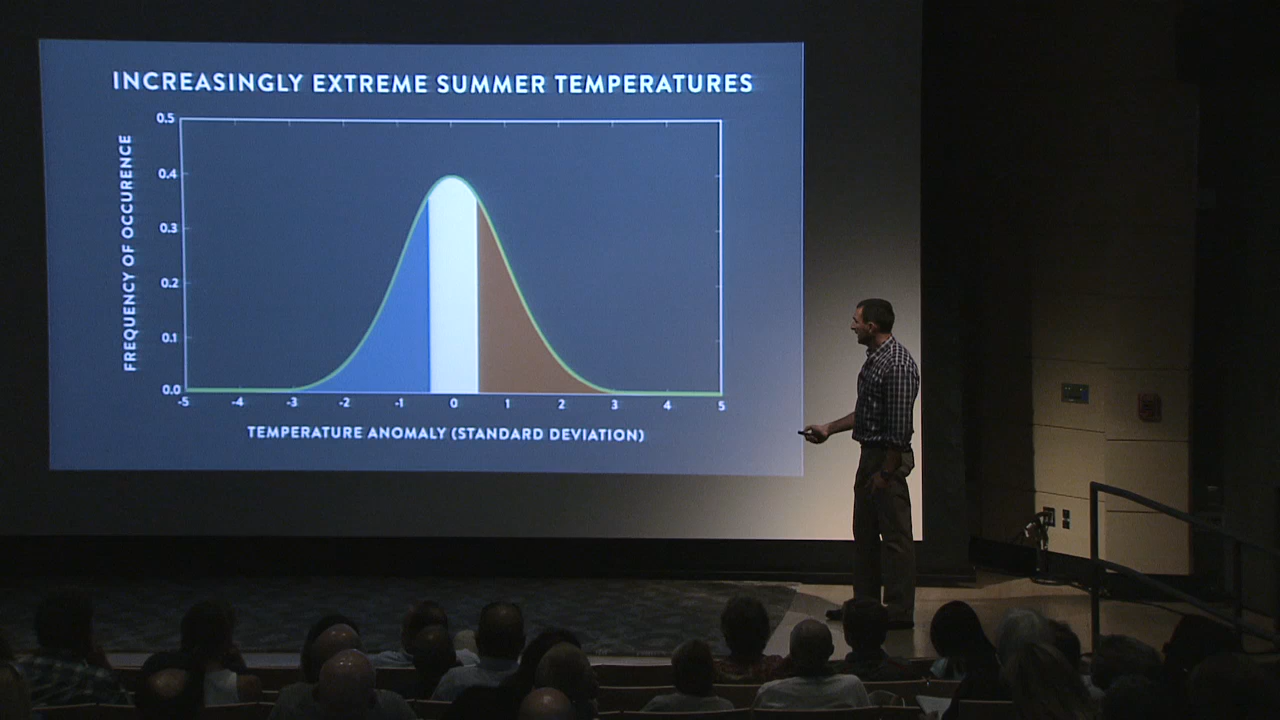 INCREASINGLY EXTREME SUMMER TEMPERATURES
FREQUENCY OF OCCURENCE
0.5
0.4
0.3
0.2
0.1
0.0
-5 -4 -3 -2 -1 0 1 2 3 4 5
TEMPERATURE ANOMALY (STANDARD DEVIATION)